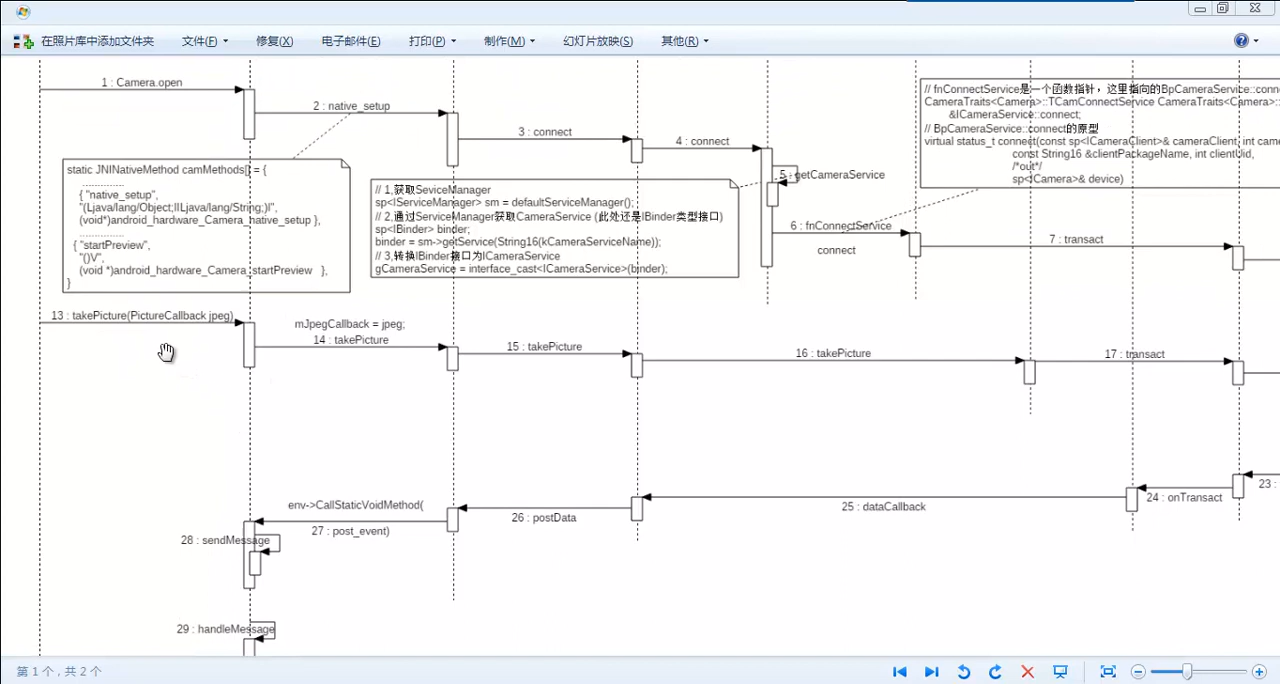 在照片库中添加文件夹 文件(F) 修复(X) 电子邮件(E) 打印(P) 制作(M) 幻灯片放映(S) 其他(R)
1 : Camera.open
2 : native_setup
3 : connect
4 : connect
5 : getCameraService
6 : fnConnectService
connect
7 : transact
// fnConnectService是一个函数指针，这里指向的BpCameraService::conne
CameraTraits<Camera>::TCamConnectService CameraTraits<Camera>::
&ICameraService::connect;
// BpCameraService::connect的原型
virtual status_t connect(const sp<ICameraClient>& cameraClient, int came
const String16 &clientPackageName, int clientUid,
/*out*/
sp<ICamera>& device)
static JNINativeMethod camMethods[] = {
..............
{ "native_setup",
"(Ljava/lang/Object;IILjava/lang/String;)I",
(void*)android_hardware_Camera_native_setup },
..............
{ "startPreview",
"()V",
(void *)android_hardware_Camera_startPreview },
}
// 1,获取SeviceManager
sp<IServiceManager> sm = defaultServiceManager();
// 2,通过ServiceManager获取CameraService (此处还是IBinder类型接口)
sp<IBinder> binder;
binder = sm->getService(String16(kCameraServiceName));
// 3,转换IBinder接口为ICameraService
gCameraService = interface_cast<ICameraService>(binder);
13 : takePicture(PictureCallback jpeg)
mJpegCallback = jpeg;
14 : takePicture
15 : takePicture
16 : takePicture
17 : transact
23 :
24 : onTransact
25 : dataCallback
26 : postData
env->CallStaticVoidMethod(
27 : post_event)
28 : sendMessage
29 : handleMessage
第 1 个，共 2 个